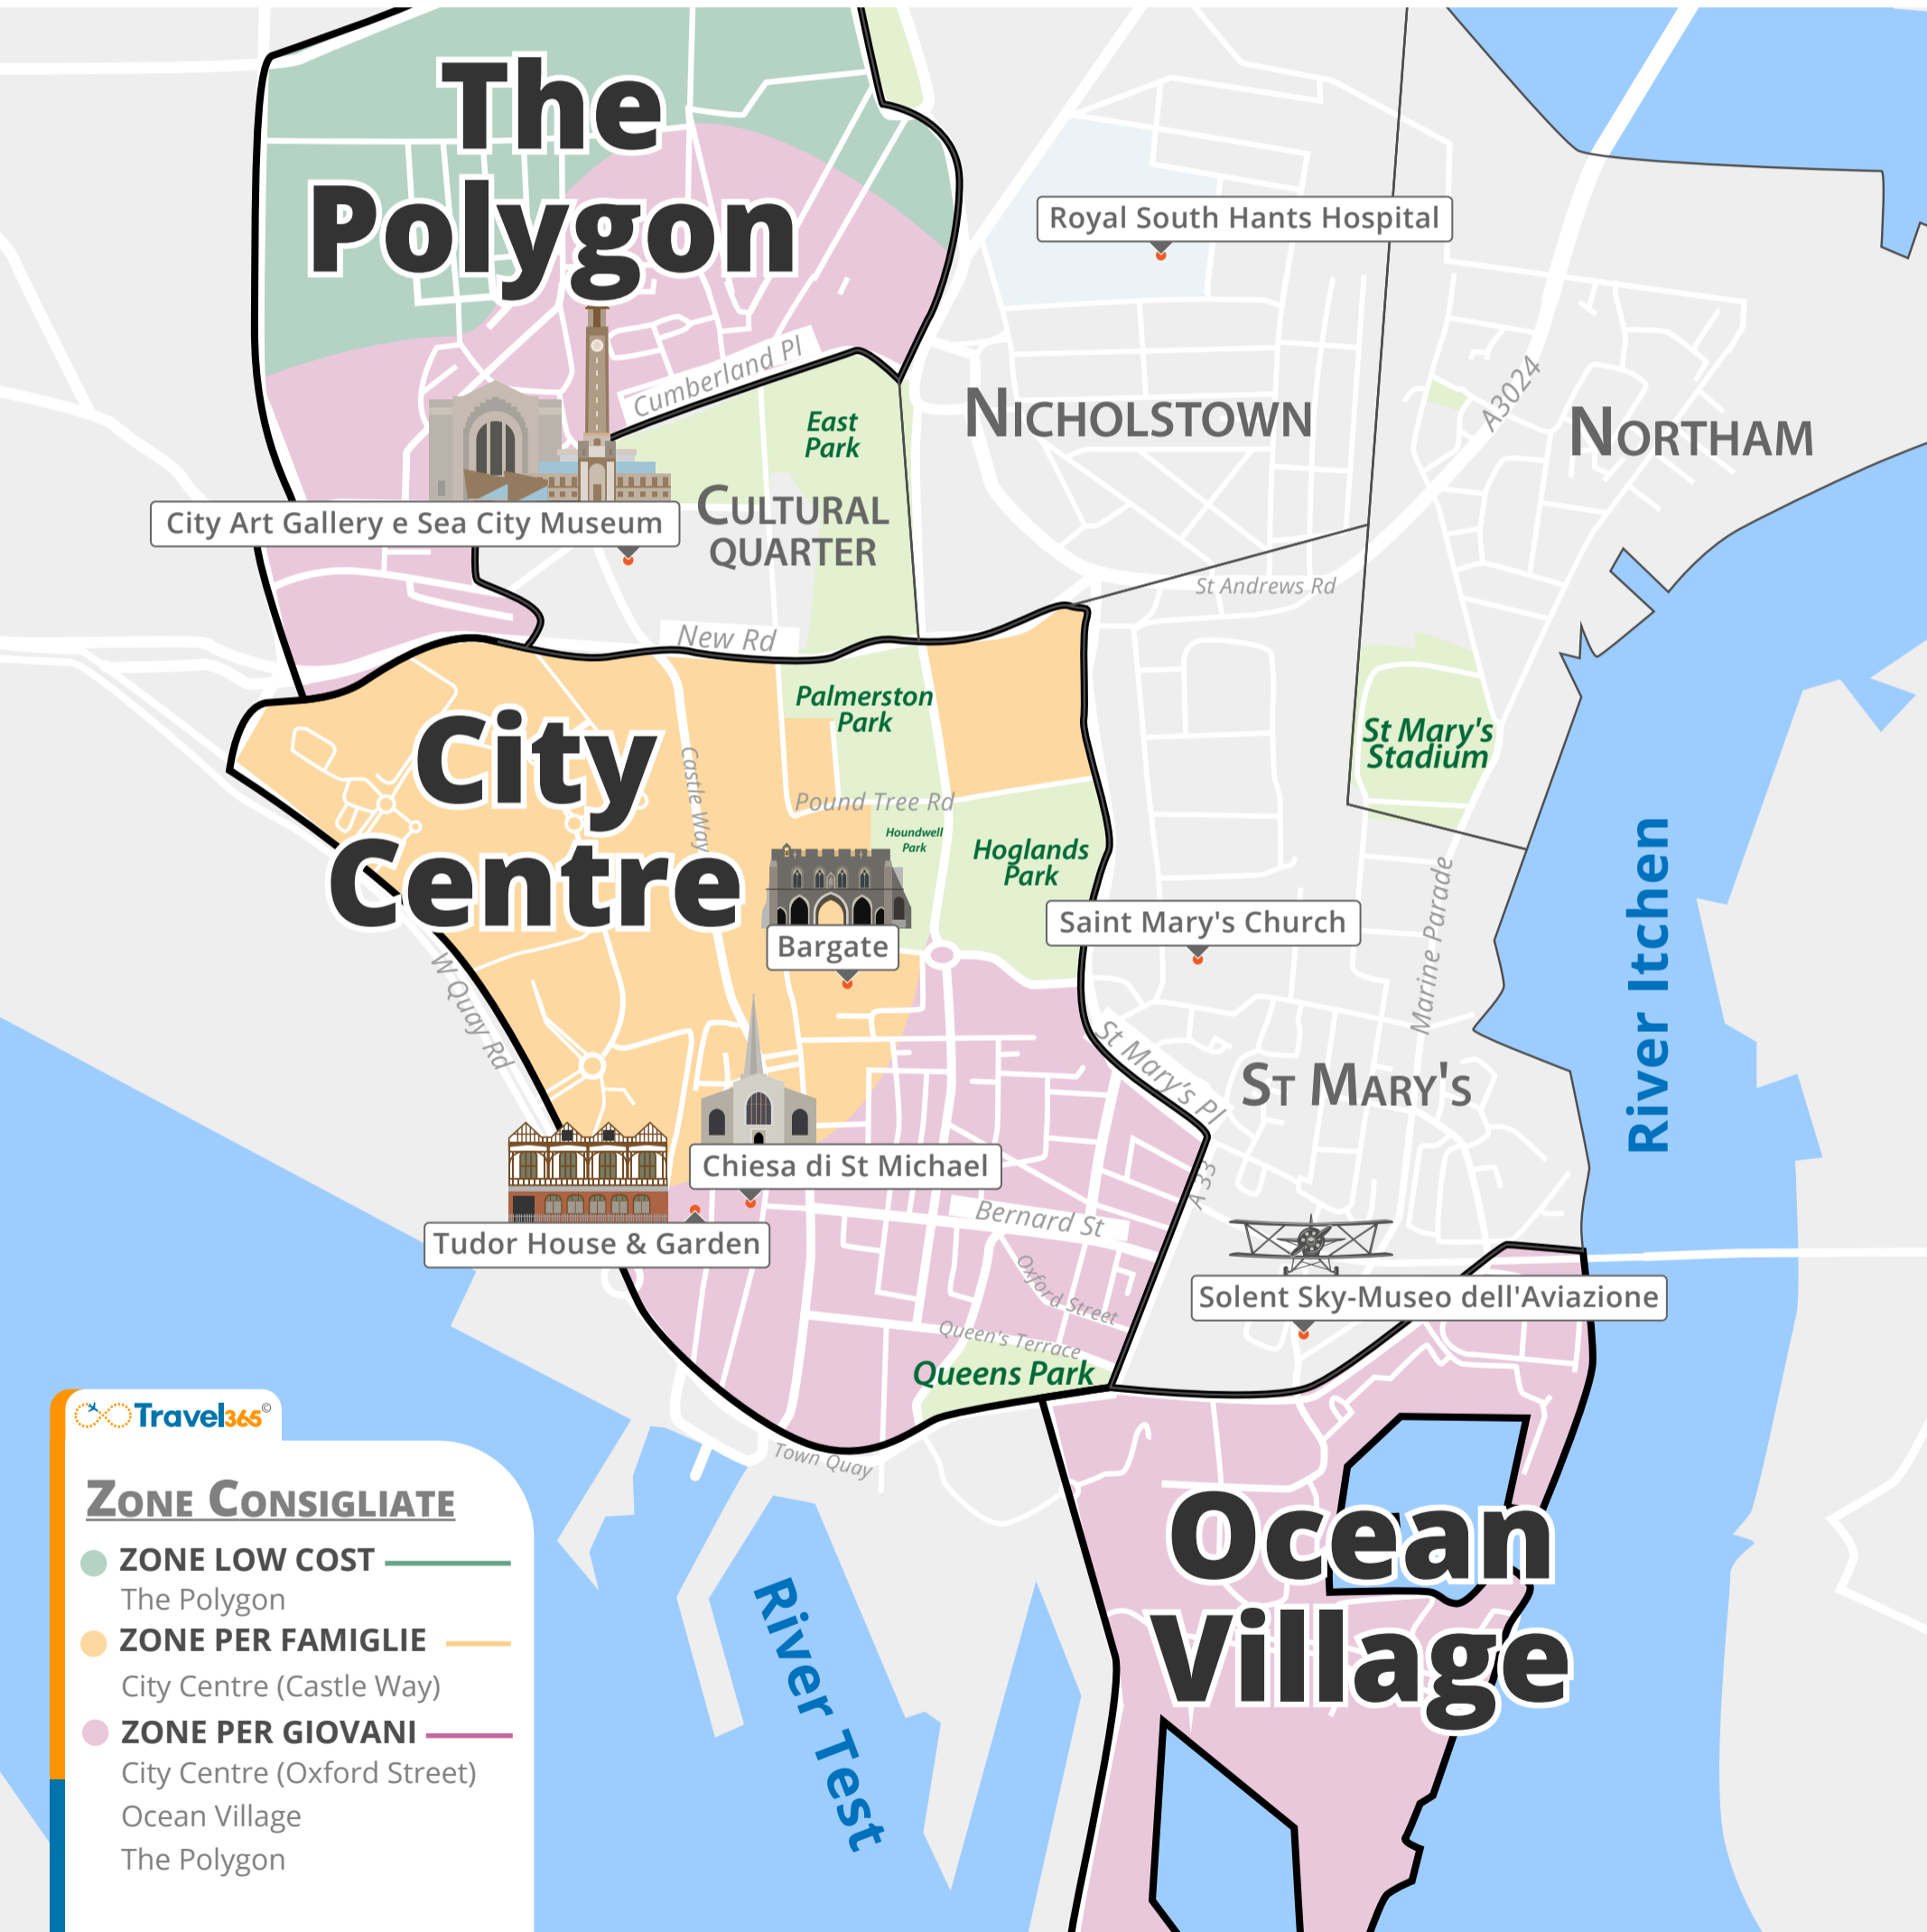 The
Polygon
Royal South Hants Hospital
Cumberland Pl
East
Park
NICHOLSTOWN
A3024
NORTHAM
City Art Gallery e Sea City Museum
CULTURAL
QUARTER
St Andrews Rd
New Rd
Palmerston
Park
City
Centre
Castle Way
St Mary's
Stadium
Pound Tree Rd
Houndwell
Park
Hoglands
Park
River Itchen
Marine Parade
Saint Mary's Church
Bargate
W Quay Rd
St Mary's Pl
ST MARY'S
Chiesa di St Michael
A 33
Bernard St
Tudor House & Garden
Oxford Street
Solent Sky-Museo dell'Aviazione
Queen's Terrace
Queens Park
Town Quay
Ocean
Village
River Test
Travel365©
ZONE CONSIGLIATE
ZONE LOW COST
The Polygon
ZONE PER FAMIGLIE
City Centre (Castle Way)
ZONE PER GIOVANI
City Centre (Oxford Street)
Ocean Village
The Polygon